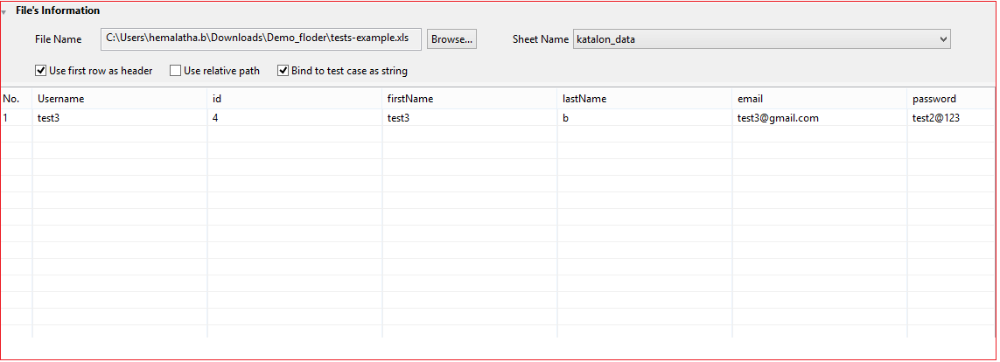 File's Information
File Name C:\Users\hemalatha.b\Downloads\Demo_floder\tests-example.xls Browse... Sheet Name katalon_data
Use first row as header Use relative path Bind to test case as string
No. Username id firstName lastName email password
1 test3 4 test3 b test3@gmail.com test2@123